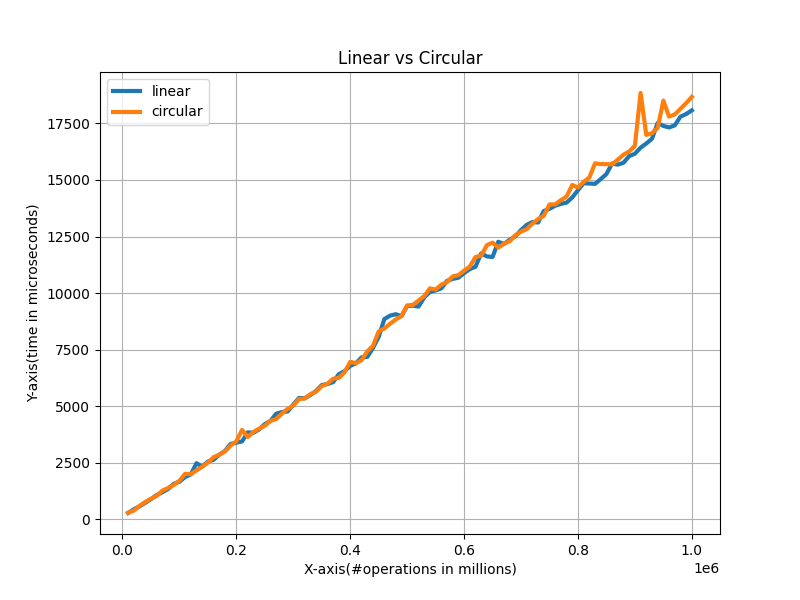 Linear vs Circular
linear
circular
17500
15000
12500
10000
7500
5000
2500
0
Y-axis(time in microseconds)
0.0 0.2 0.4 0.6 0.8 1.0
1e6
X-axis(#operations in millions)